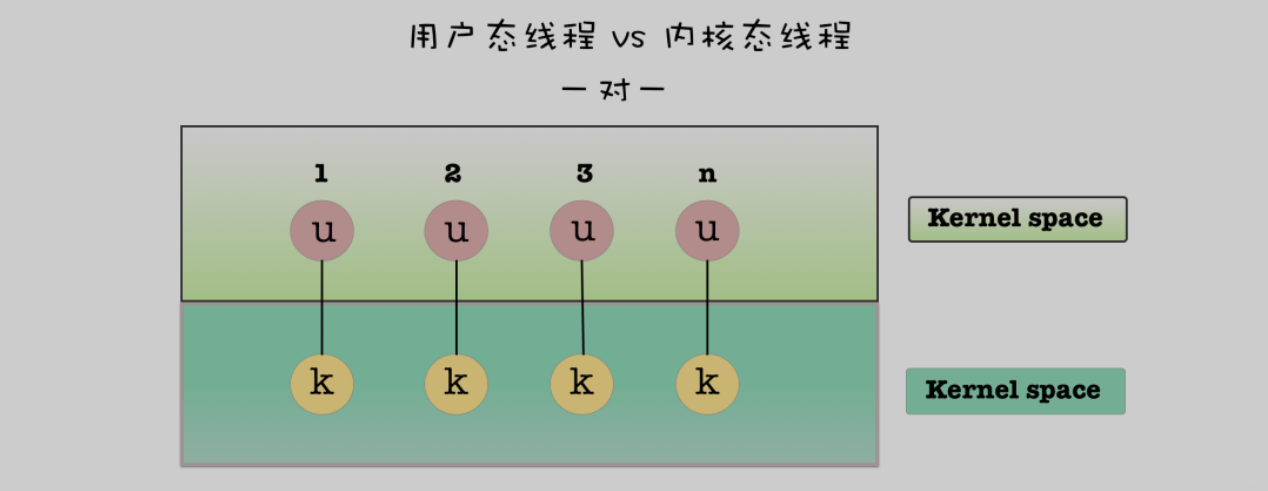 用户态线程 vs 内核态线程
一对一
1 2 3 n
u u u u
Kernel space
k k k k
Kernel space